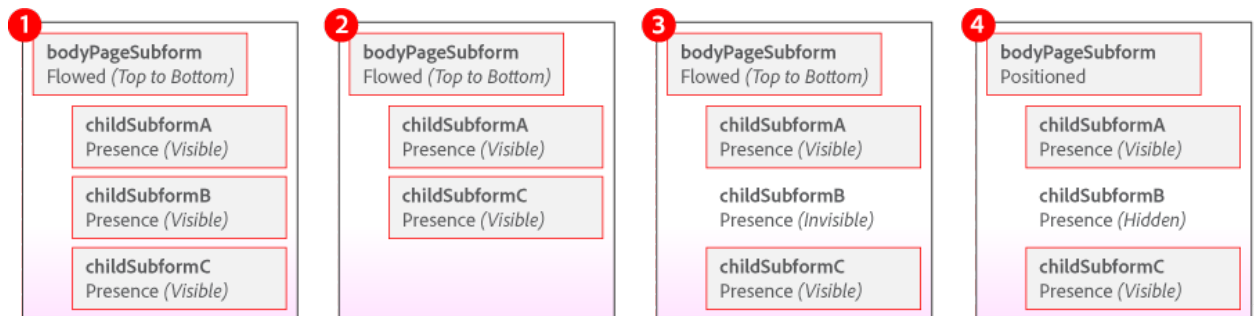 1
bodyPageSubform
Flowed (Top to Bottom)
childSubformA
Presence (Visible)
childSubformB
Presence (Visible)
childSubformC
Presence (Visible)
2
bodyPageSubform
Flowed (Top to Bottom)
childSubformA
Presence (Visible)
childSubformC
Presence (Visible)
3
bodyPageSubform
Flowed (Top to Bottom)
childSubformA
Presence (Visible)
childSubformB
Presence (Invisible)
childSubformC
Presence (Visible)
4
bodyPageSubform
Positioned
childSubformA
Presence (Visible)
childSubformB
Presence (Hidden)
childSubformC
Presence (Visible)